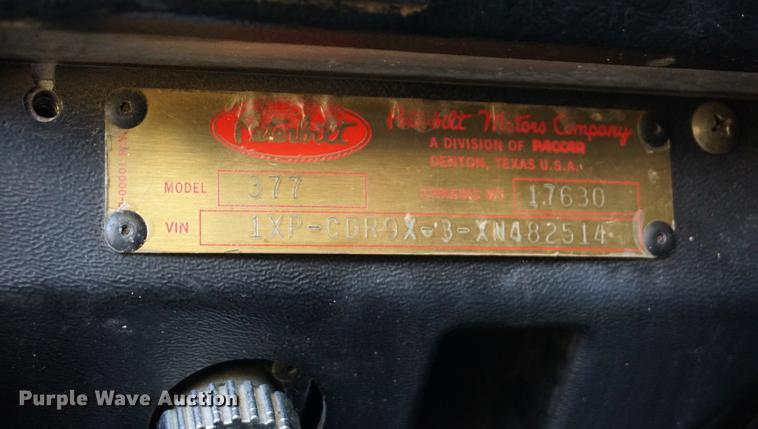 Peterbilt
Peterbilt Motors Company
A DIVISION OF PACCAR
DENTON, TEXAS U.S.A.
MODEL 377
CHASSIS Nº 17630
VIN 1XP-CDR9X-3-XN482514
Purple Wave Auction